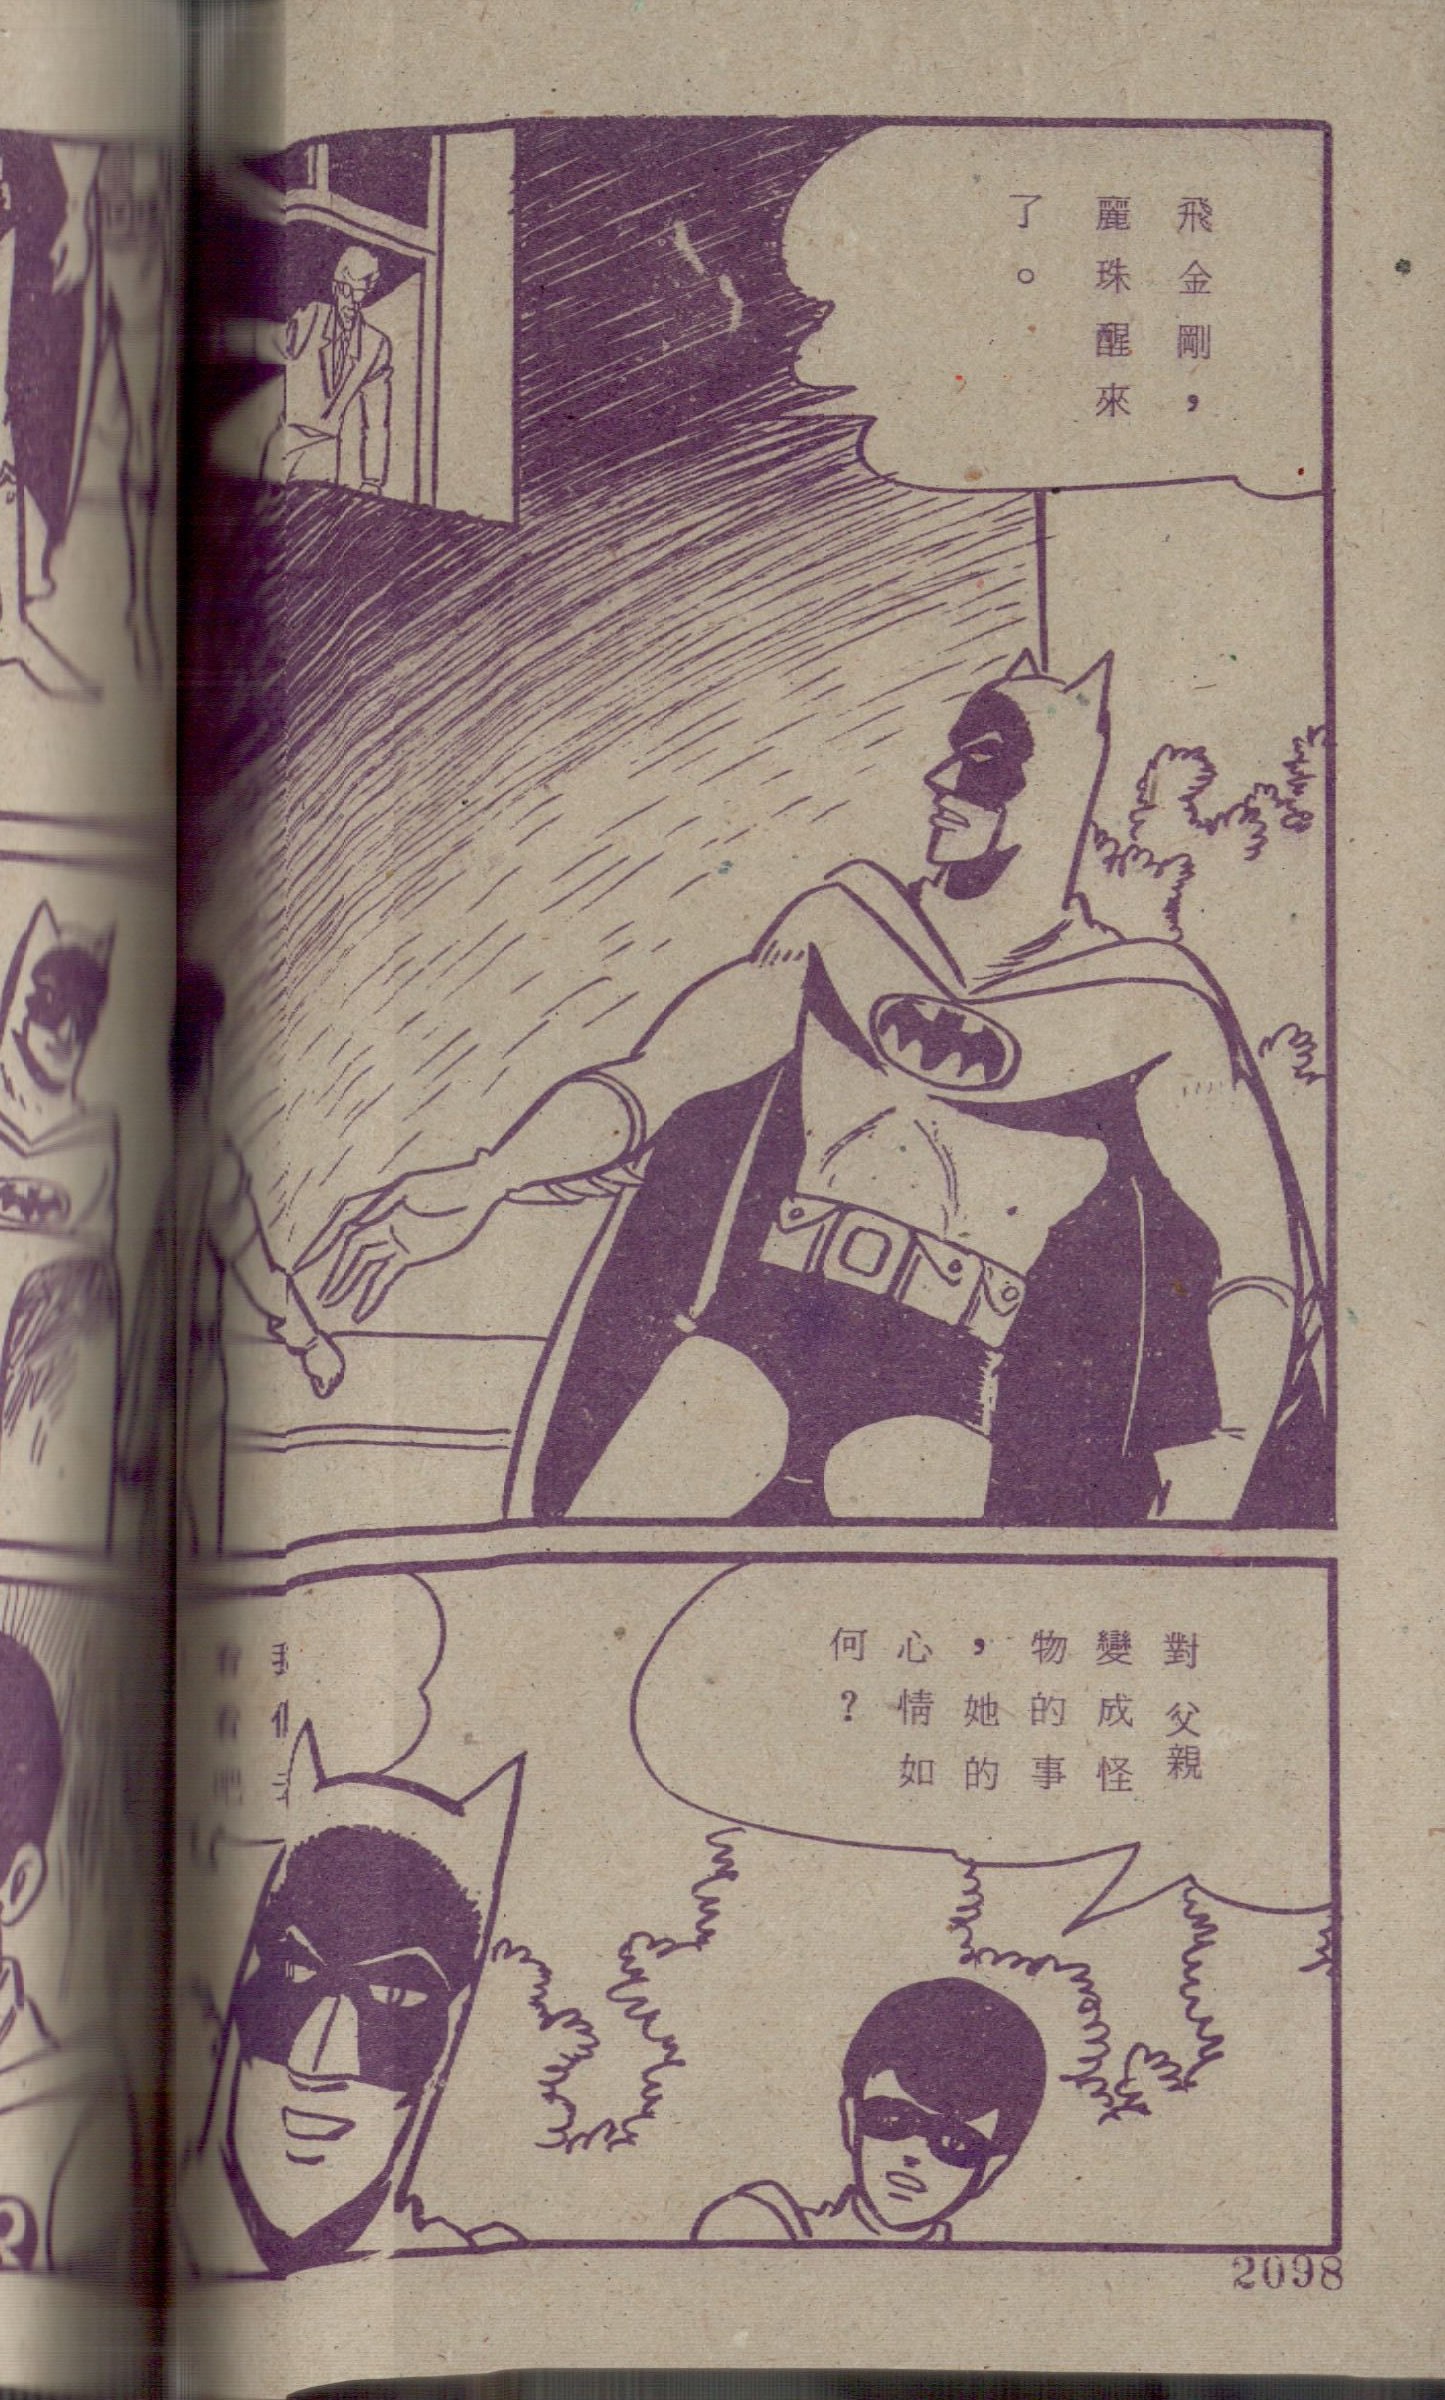 飛金剛，
麗珠醒來
了。
對父親
變成怪
物的事
，她的
心情如
何？
2098